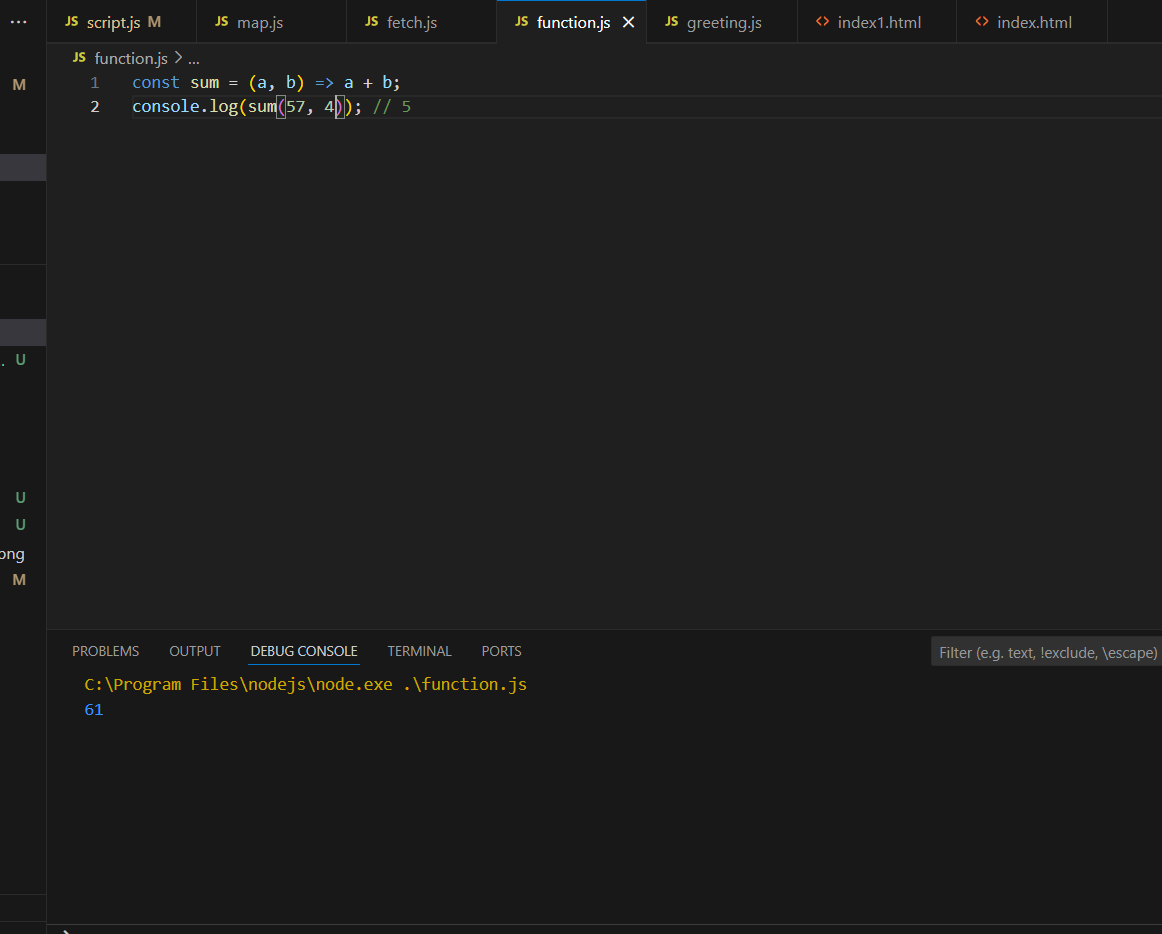 ... JS script.js M JS map.js JS fetch.js JS function.js JS greeting.js <> index1.html <> index.html
JS function.js > ...
M
1 const sum = (a, b) => a + b;
2 console.log(sum(57, 4)); // 5
. U
U
U
ong
M
PROBLEMS OUTPUT DEBUG CONSOLE TERMINAL PORTS Filter (e.g. text, !exclude, \escape)
C:\Program Files\nodejs\node.exe .\function.js
61